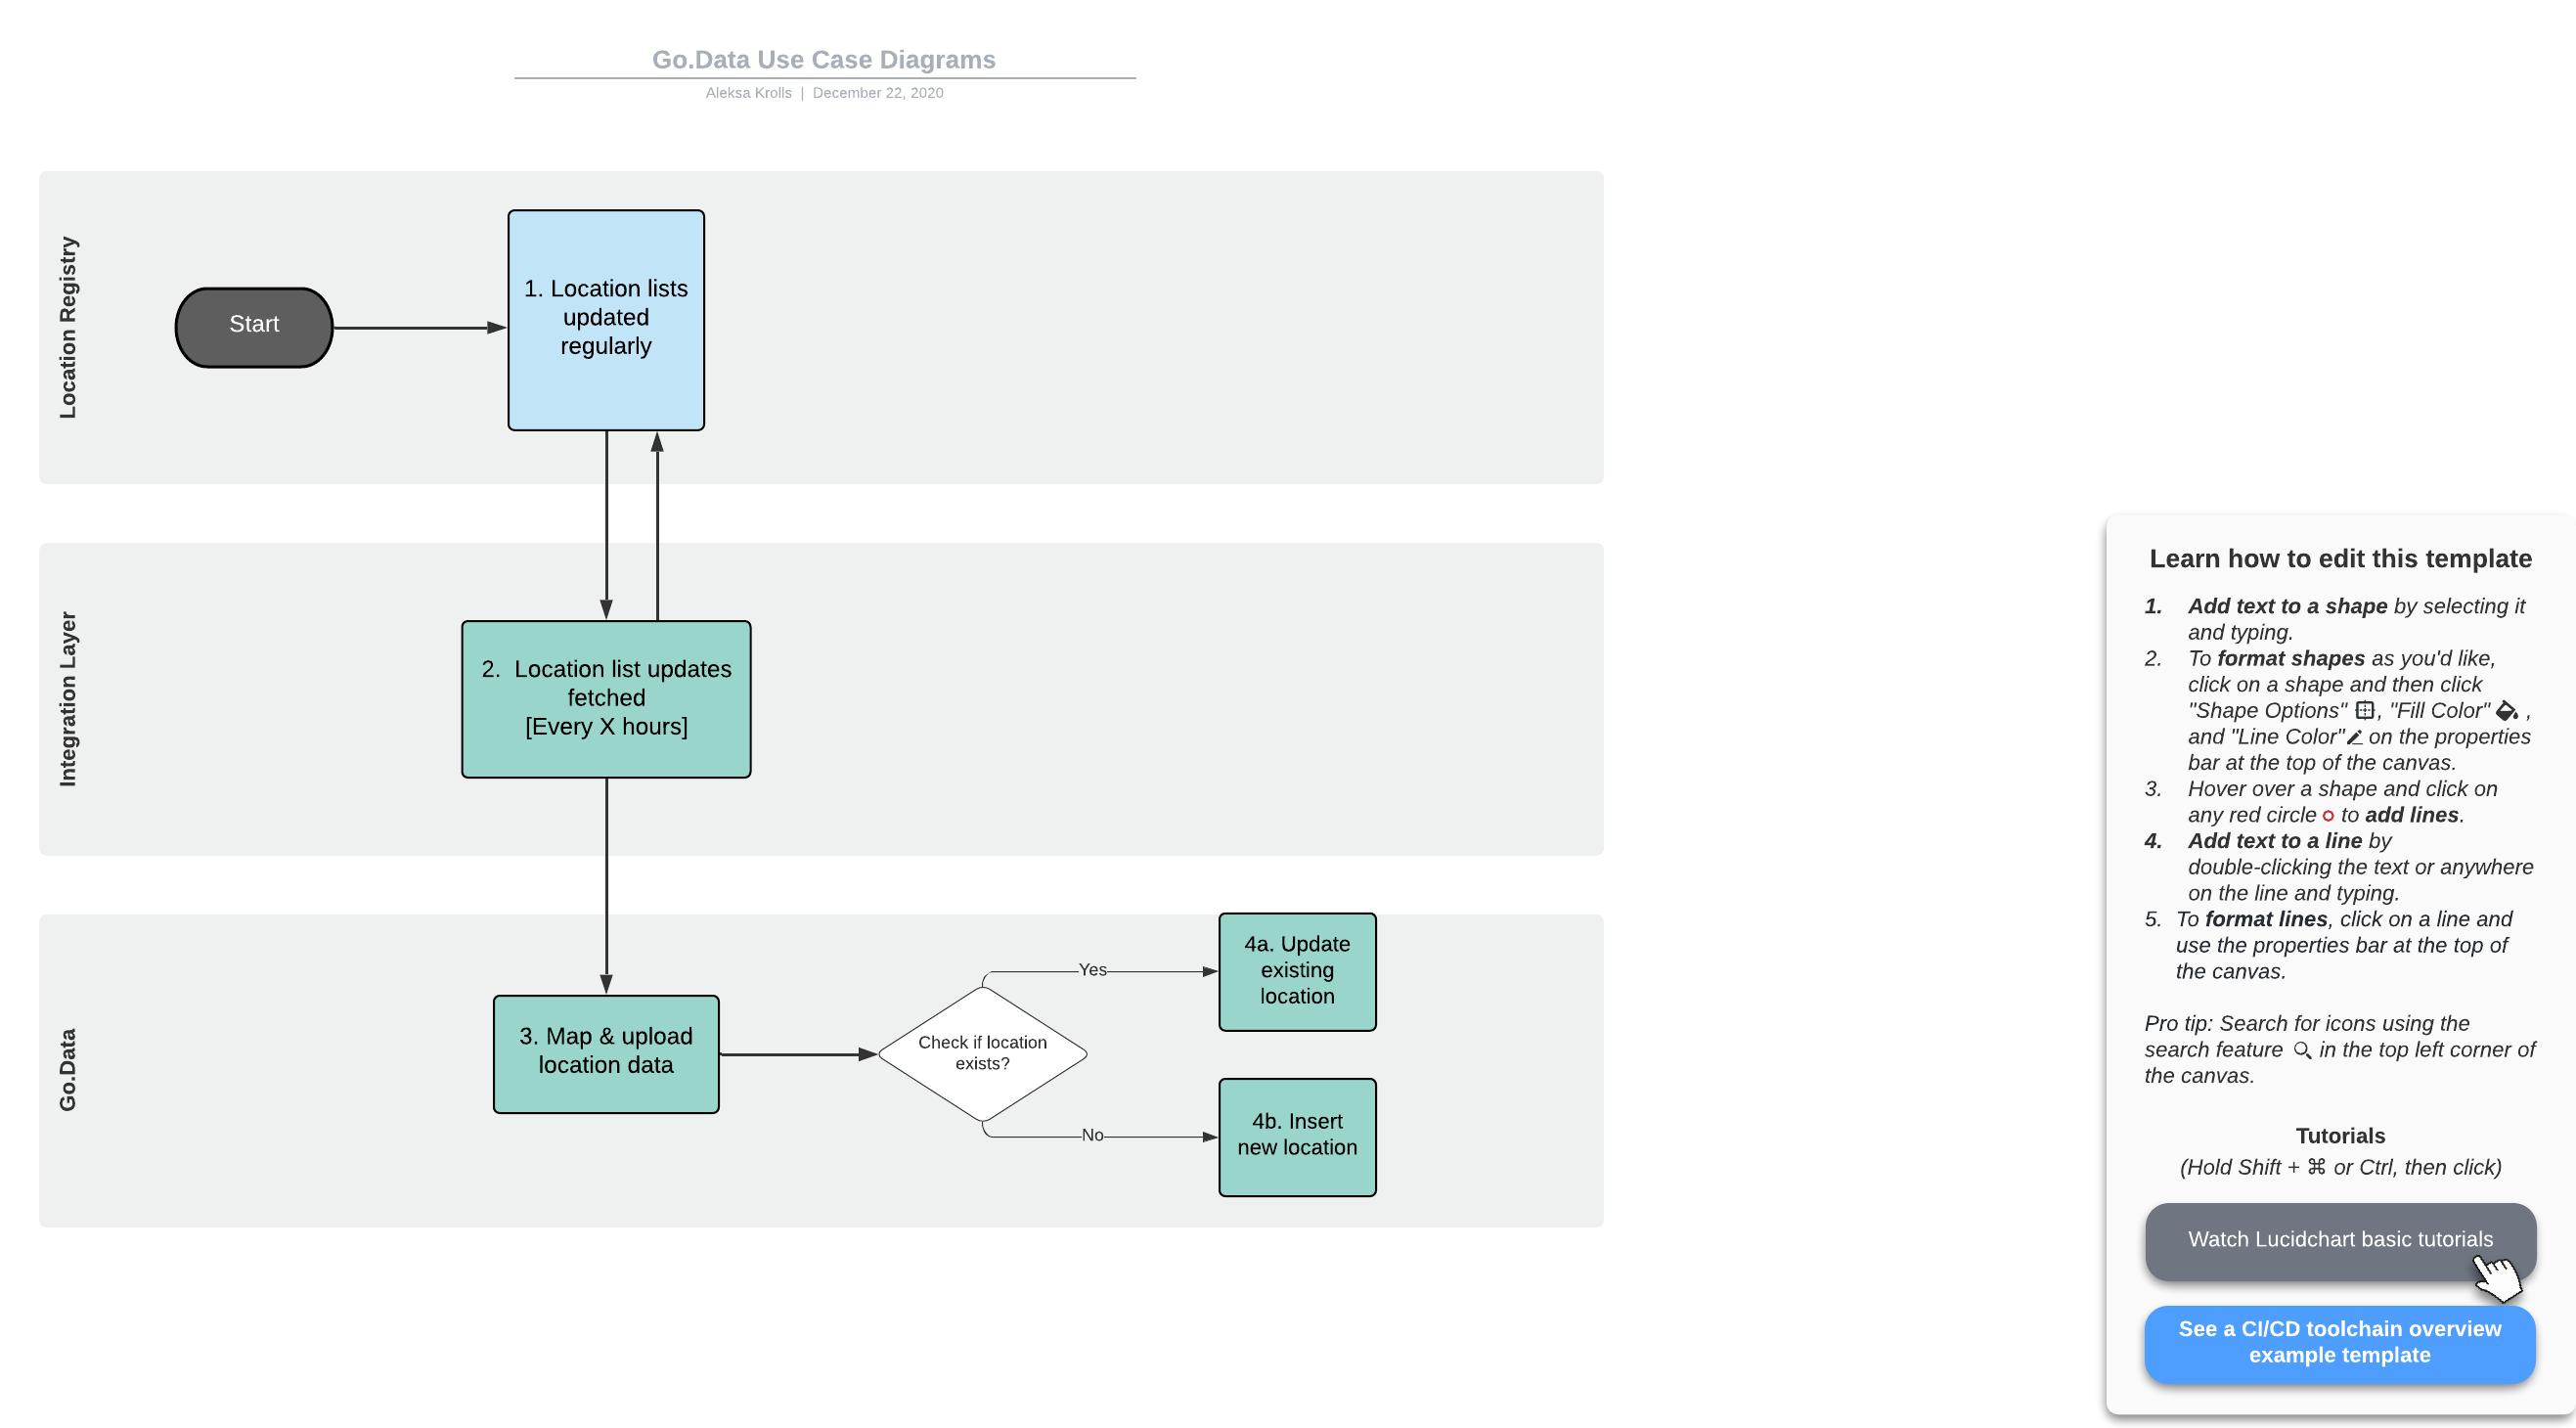 Go.Data Use Case Diagrams
Aleksa Krolls | December 22, 2020
Location Registry
Start
1. Location lists
updated
regularly
Integration Layer
2. Location list updates
fetched
[Every X hours]
Go.Data
3. Map & upload
location data
Check if location
exists?
Yes
4a. Update
existing
location
No
4b. Insert
new location
Learn how to edit this template
1. Add text to a shape by selecting it
and typing.
2. To format shapes as you'd like,
click on a shape and then click
"Shape Options" , "Fill Color" ,
and "Line Color" on the properties
bar at the top of the canvas.
3. Hover over a shape and click on
any red circle to add lines.
4. Add text to a line by
double-clicking the text or anywhere
on the line and typing.
5. To format lines, click on a line and
use the properties bar at the top of
the canvas.
Pro tip: Search for icons using the
search feature in the top left corner of
the canvas.
Tutorials
(Hold Shift + ⌘ or Ctrl, then click)
Watch Lucidchart basic tutorials
See a CI/CD toolchain overview
example template